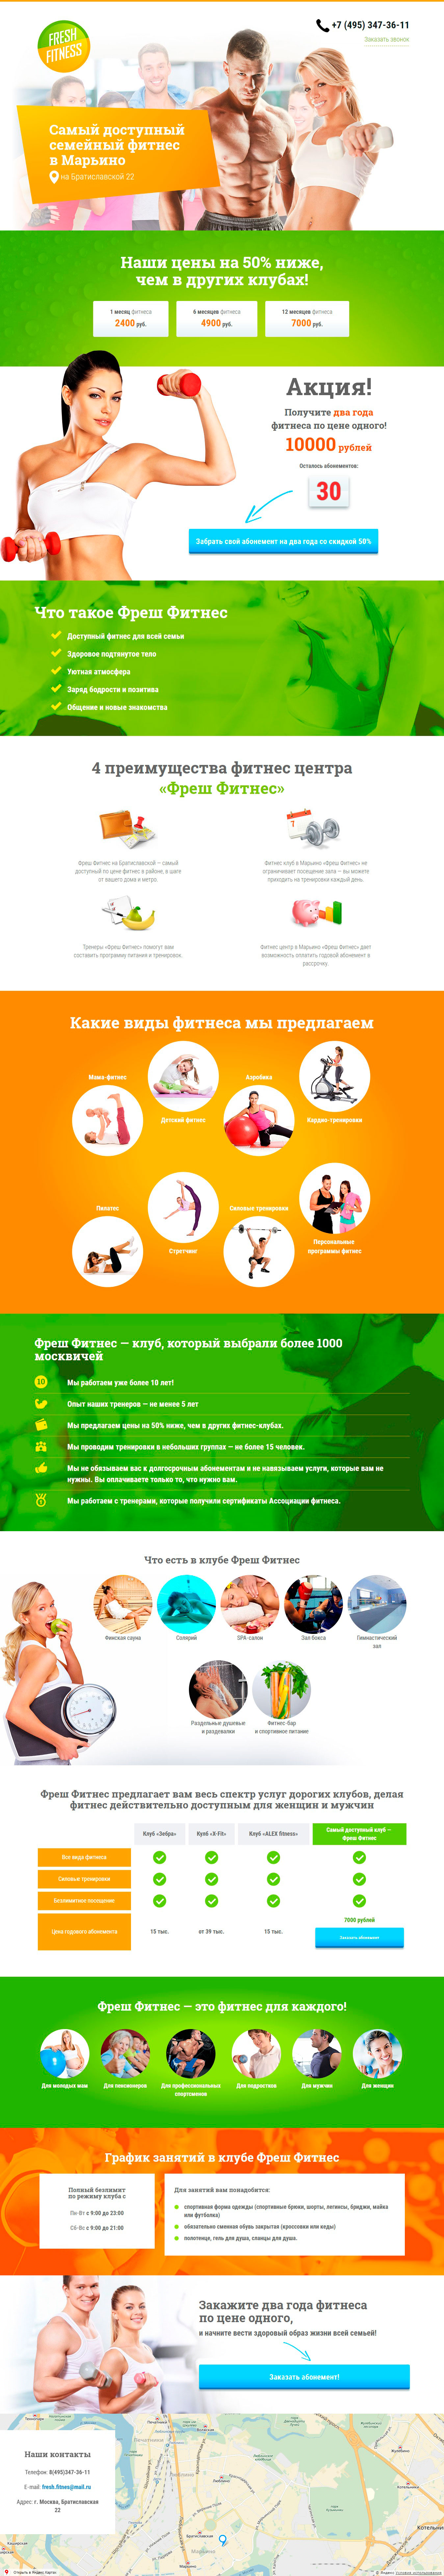 FRESH
FITNESS
+7 (495) 347-36-11
Заказать звонок
Самый доступный
семейный фитнес
в Марьино
на Братиславской 22
Наши цены на 50% ниже,
чем в других клубах!
1 месяц фитнеса
2400 руб.
6 месяцев фитнеса
4900 руб.
12 месяцев фитнеса
7000 руб.
Акция!
Получите два года
фитнеса по цене одного!
10000 рублей
Осталось абонементов:
30
Забрать свой абонемент на два года со скидкой 50%
Что такое Фреш Фитнес
Доступный фитнес для всей семьи
Здоровое подтянутое тело
Уютная атмосфера
Заряд бодрости и позитива
Общение и новые знакомства
4 преимущества фитнес центра
«Фреш Фитнес»
Фреш Фитнес на Братиславской — самый
доступный по цене фитнес в районе, в шаге
от вашего дома и метро.
Фитнес клуб в Марьино «Фреш Фитнес» не
ограничивает посещение зала — вы можете
приходить на тренировки каждый день.
Тренеры «Фреш Фитнес» помогут вам
составить программу питания и тренировок.
Фитнес центр в Марьино «Фреш Фитнес» дает
возможность оплатить годовой абонемент в
рассрочку.
Какие виды фитнеса мы предлагаем
Мама-фитнес
Детский фитнес
Аэробика
Кардио-тренировки
Пилатес
Стретчинг
Силовые тренировки
Персональные
программы фитнес
Фреш Фитнес — клуб, который выбрали более 1000
москвичей
10
Мы работаем уже более 10 лет!
Опыт наших тренеров — не менее 5 лет
Мы предлагаем цены на 50% ниже, чем в других фитнес-клубах.
Мы проводим тренировки в небольших группах — не более 15 человек.
Мы не обязываем вас к долгосрочным абонементам и не навязываем услуги, которые вам не
нужны. Вы оплачиваете только то, что нужно вам.
Мы работаем с тренерами, которые получили сертификаты Ассоциации фитнеса.
Что есть в клубе Фреш Фитнес
Финская сауна
Солярий
SPA-салон
Зал бокса
Гимнастический
зал
Раздельные душевые
и раздевалки
Фитнес-бар
и спортивное питание
Фреш Фитнес предлагает вам весь спектр услуг дорогих клубов, делая
фитнес действительно доступным для женщин и мужчин
Клуб «Зебра»
Клуб «X-Fit»
Клуб «ALEX fitness»
Самый доступный клуб —
Фреш Фитнес
Все вида фитнеса
Силовые тренировки
Безлимитное посещение
Цена годового абонемента
15 тыс.
от 39 тыс.
15 тыс.
7000 рублей
Заказать абонемент
Фреш Фитнес — это фитнес для каждого!
Для молодых мам
Для пенсионеров
Для профессиональных
спортсменов
Для подростков
Для мужчин
Для женщин
График занятий в клубе Фреш Фитнес
Полный безлимит
по режиму клуба с
Пн-Вт с 9:00 до 23:00
Сб-Вс с 9:00 до 21:00
Для занятий вам понадобится:
спортивная форма одежды (спортивные брюки, шорты, легинсы, бриджи, майка
или футболка)
обязательно сменная обувь закрытая (кроссовки или кеды)
полотенце, гель для душа, сланцы для душа.
Закажите два года фитнеса
по цене одного,
и начните вести здоровый образ жизни всей семьей!
Заказать абонемент!
Наши контакты
Телефон: 8(495)347-36-11
E-mail: fresh.fitnes@mail.ru
Адрес: г. Москва, Братиславская
22
Печатники
Волжская
Люблино
Братиславская
Марьино
Каширская
Жулебино
Котельники
Открыть в Яндекс.Картах
© Яндекс Условия использования